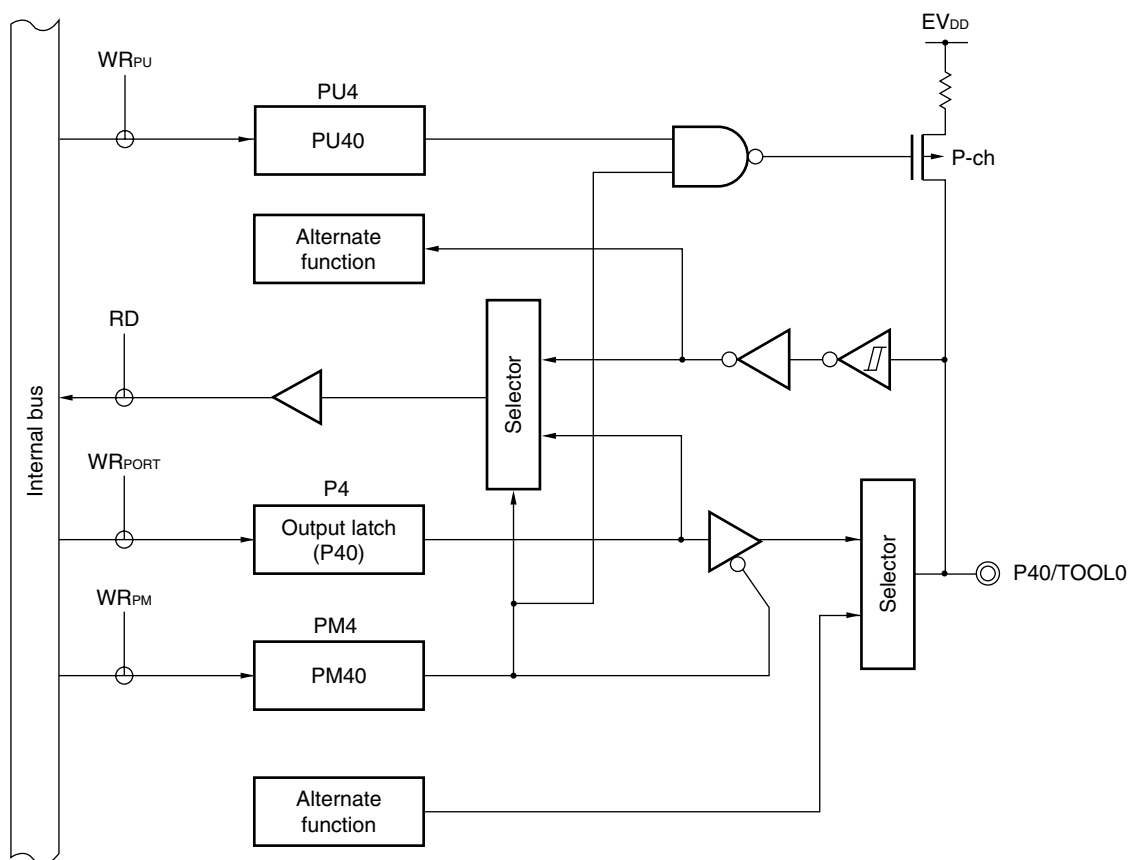 EVDD
WRPU
PU4
PU40
P-ch
Alternate
function
RD
Selector
Internal bus
WRPORT
P4
Output latch
(P40)
Selector
P40/TOOL0
WRPM
PM4
PM40
Alternate
function